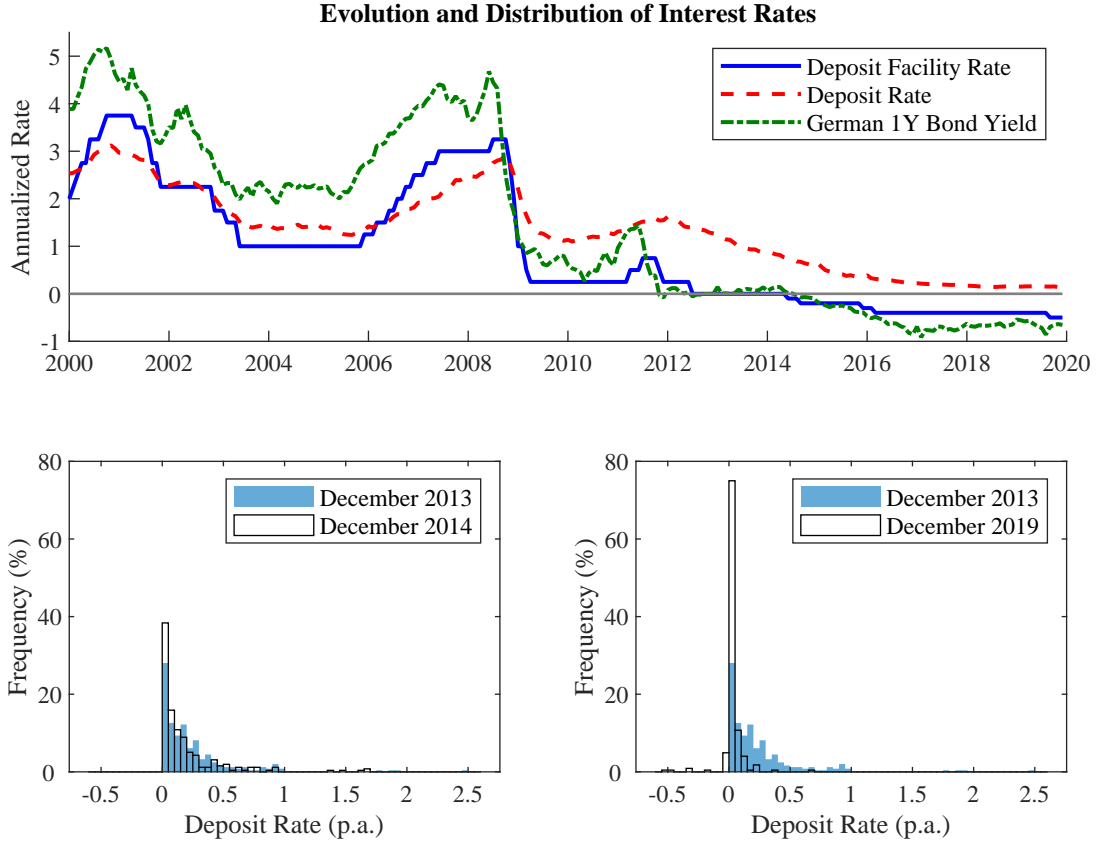 Evolution and Distribution of Interest Rates
Annualized Rate
5
4
3
2
1
0
-1
Deposit Facility Rate
Deposit Rate
German 1Y Bond Yield
2000 2002 2004 2006 2008 2010 2012 2014 2016 2018 2020
Frequency (%)
80
60
40
20
0
December 2013
December 2014
-0.5 0 0.5 1 1.5 2 2.5
Deposit Rate (p.a.)
Frequency (%)
80
60
40
20
0
December 2013
December 2019
-0.5 0 0.5 1 1.5 2 2.5
Deposit Rate (p.a.)